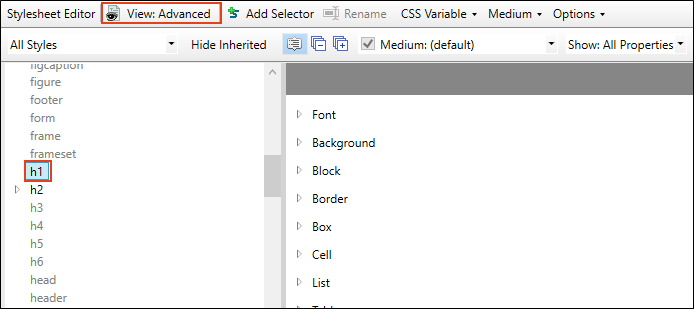 Stylesheet Editor View: Advanced Add Selector Rename CSS Variable Medium Options
All Styles Hide Inherited Medium: (default) Show: All Properties
figcaption
figure
footer
form
frame
frameset
h1
h2
h3
h4
h5
h6
head
header
Font
Background
Block
Border
Box
Cell
List